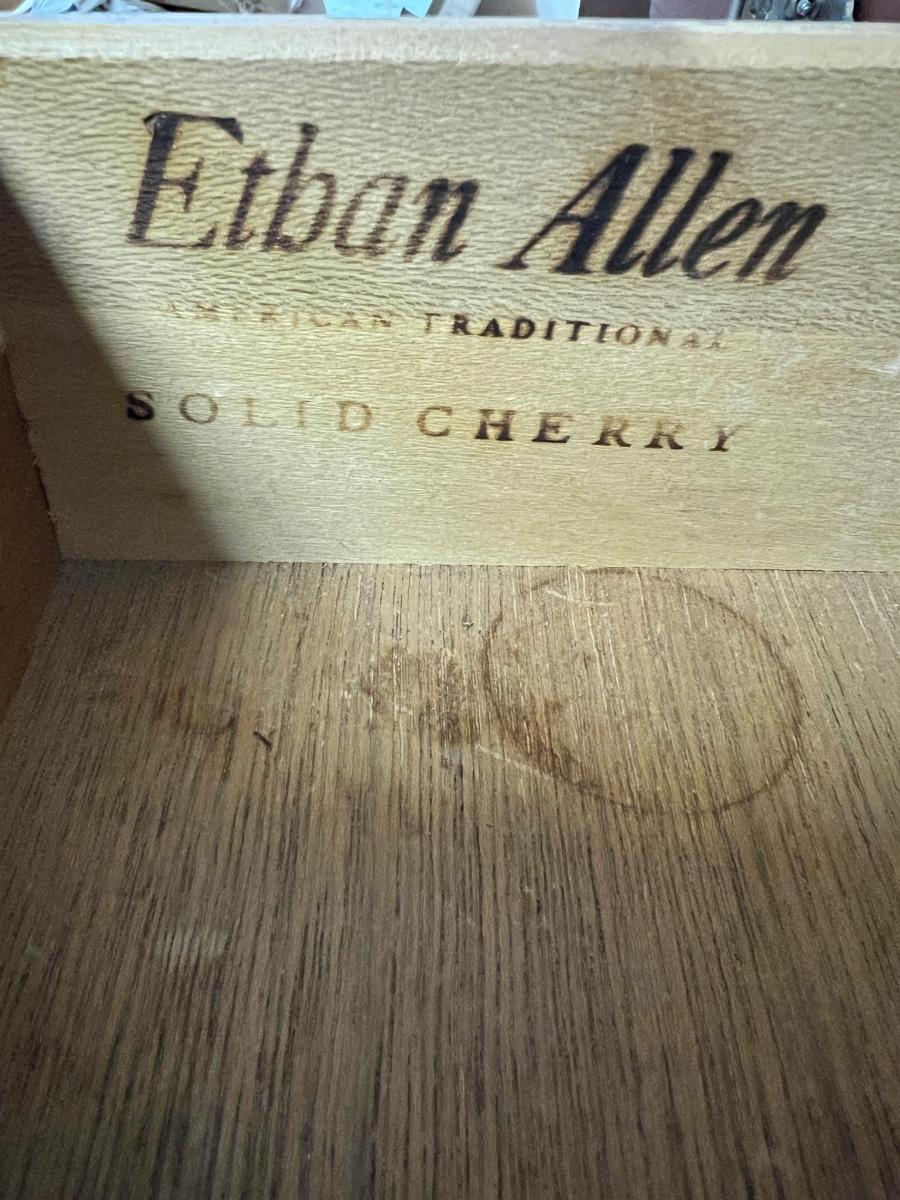 Ethan Allen
AMERICAN TRADITIONAL
SOLID CHERRY